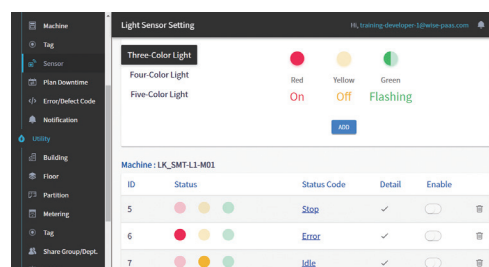 Machine
Light Sensor Setting
Hi, training-developer-1@wise-paas.com
Tag
Sensor
Plan Downtime
Error/Defect Code
Notification
Utility
Building
Floor
Partition
Metering
Tag
Share Group/Dept.
Three-Color Light
Four-Color Light
Five-Color Light
Red Yellow Green
On Off Flashing
ADD
Machine : LK_SMT-L1-M01
ID Status Status Code Detail Enable
5 Stop
6 Error
7 Idle